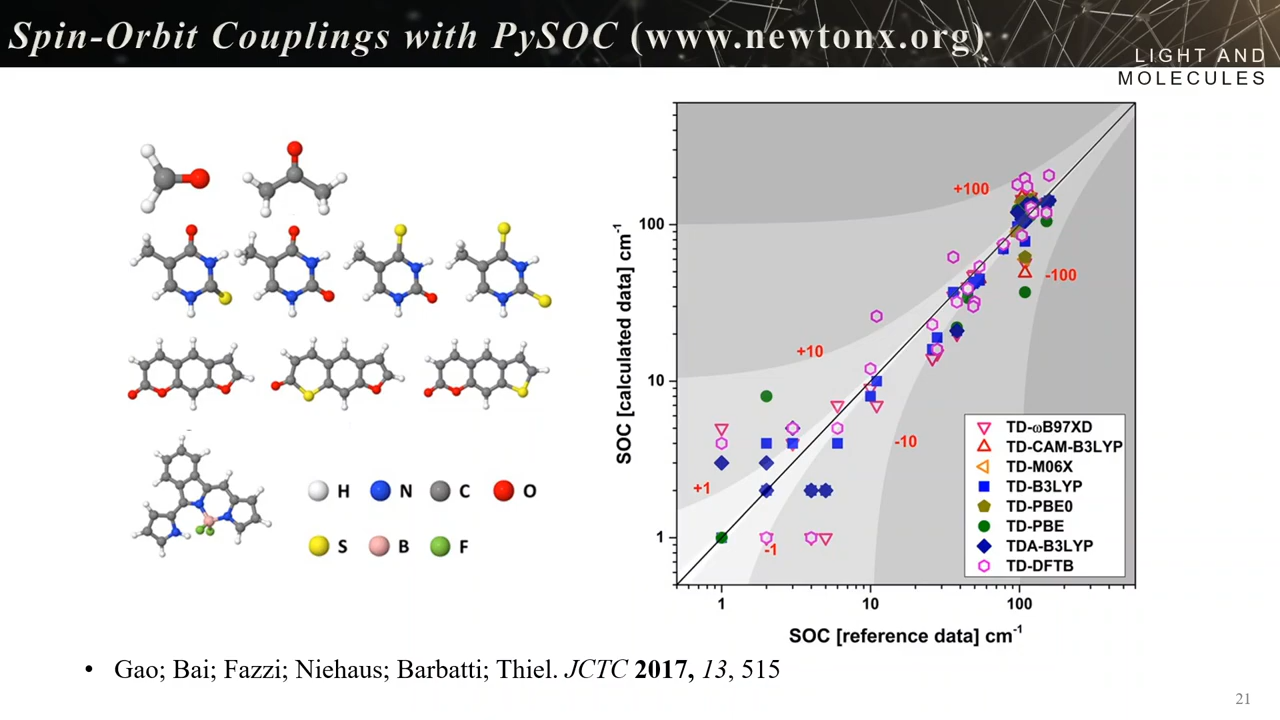 Spin-Orbit Couplings with PySOC (www.newtonx.org)
LIGHT AND
MOLECULES
H
N
C
O
S
B
F
SOC [calculated data] cm-1
100
10
1
+100
-100
+10
-10
+1
-1
TD-ωB97XD
TD-CAM-B3LYP
TD-M06X
TD-B3LYP
TD-PBE0
TD-PBE
TDA-B3LYP
TD-DFTB
1
10
100
SOC [reference data] cm-1
• Gao; Bai; Fazzi; Niehaus; Barbatti; Thiel. JCTC 2017, 13, 515
21